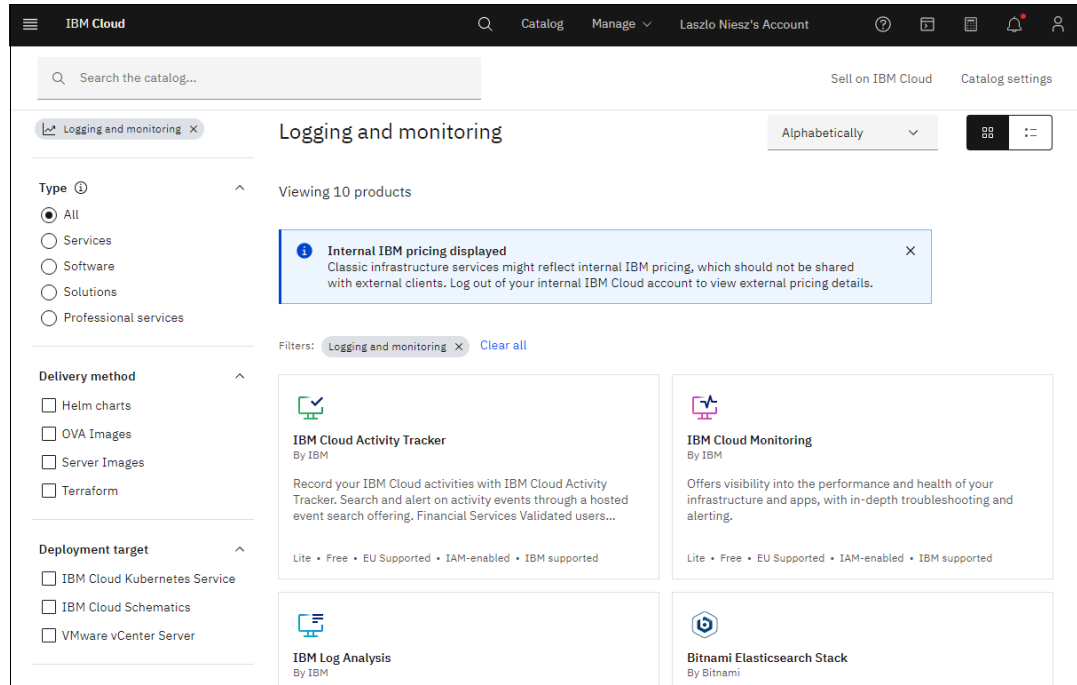 IBM Cloud
Catalog
Manage
Laszlo Niesz's Account
Search the catalog...
Sell on IBM Cloud
Catalog settings
Logging and monitoring
Logging and monitoring
Alphabetically
Type
All
Services
Software
Solutions
Professional services
Delivery method
Helm charts
OVA Images
Server Images
Terraform
Deployment target
IBM Cloud Kubernetes Service
IBM Cloud Schematics
VMware vCenter Server
Viewing 10 products
Internal IBM pricing displayed
Classic infrastructure services might reflect internal IBM pricing, which should not be shared
with external clients. Log out of your internal IBM Cloud account to view external pricing details.
Filters: Logging and monitoring Clear all
IBM Cloud Activity Tracker
By IBM
Record your IBM Cloud activities with IBM Cloud Activity
Tracker. Search and alert on activity events through a hosted
event search offering. Financial Services Validated users...
Lite • Free • EU Supported • IAM-enabled • IBM supported
IBM Cloud Monitoring
By IBM
Offers visibility into the performance and health of your
infrastructure and apps, with in-depth troubleshooting and
alerting.
Lite • Free • EU Supported • IAM-enabled • IBM supported
IBM Log Analysis
By IBM
Bitnami Elasticsearch Stack
By Bitnami